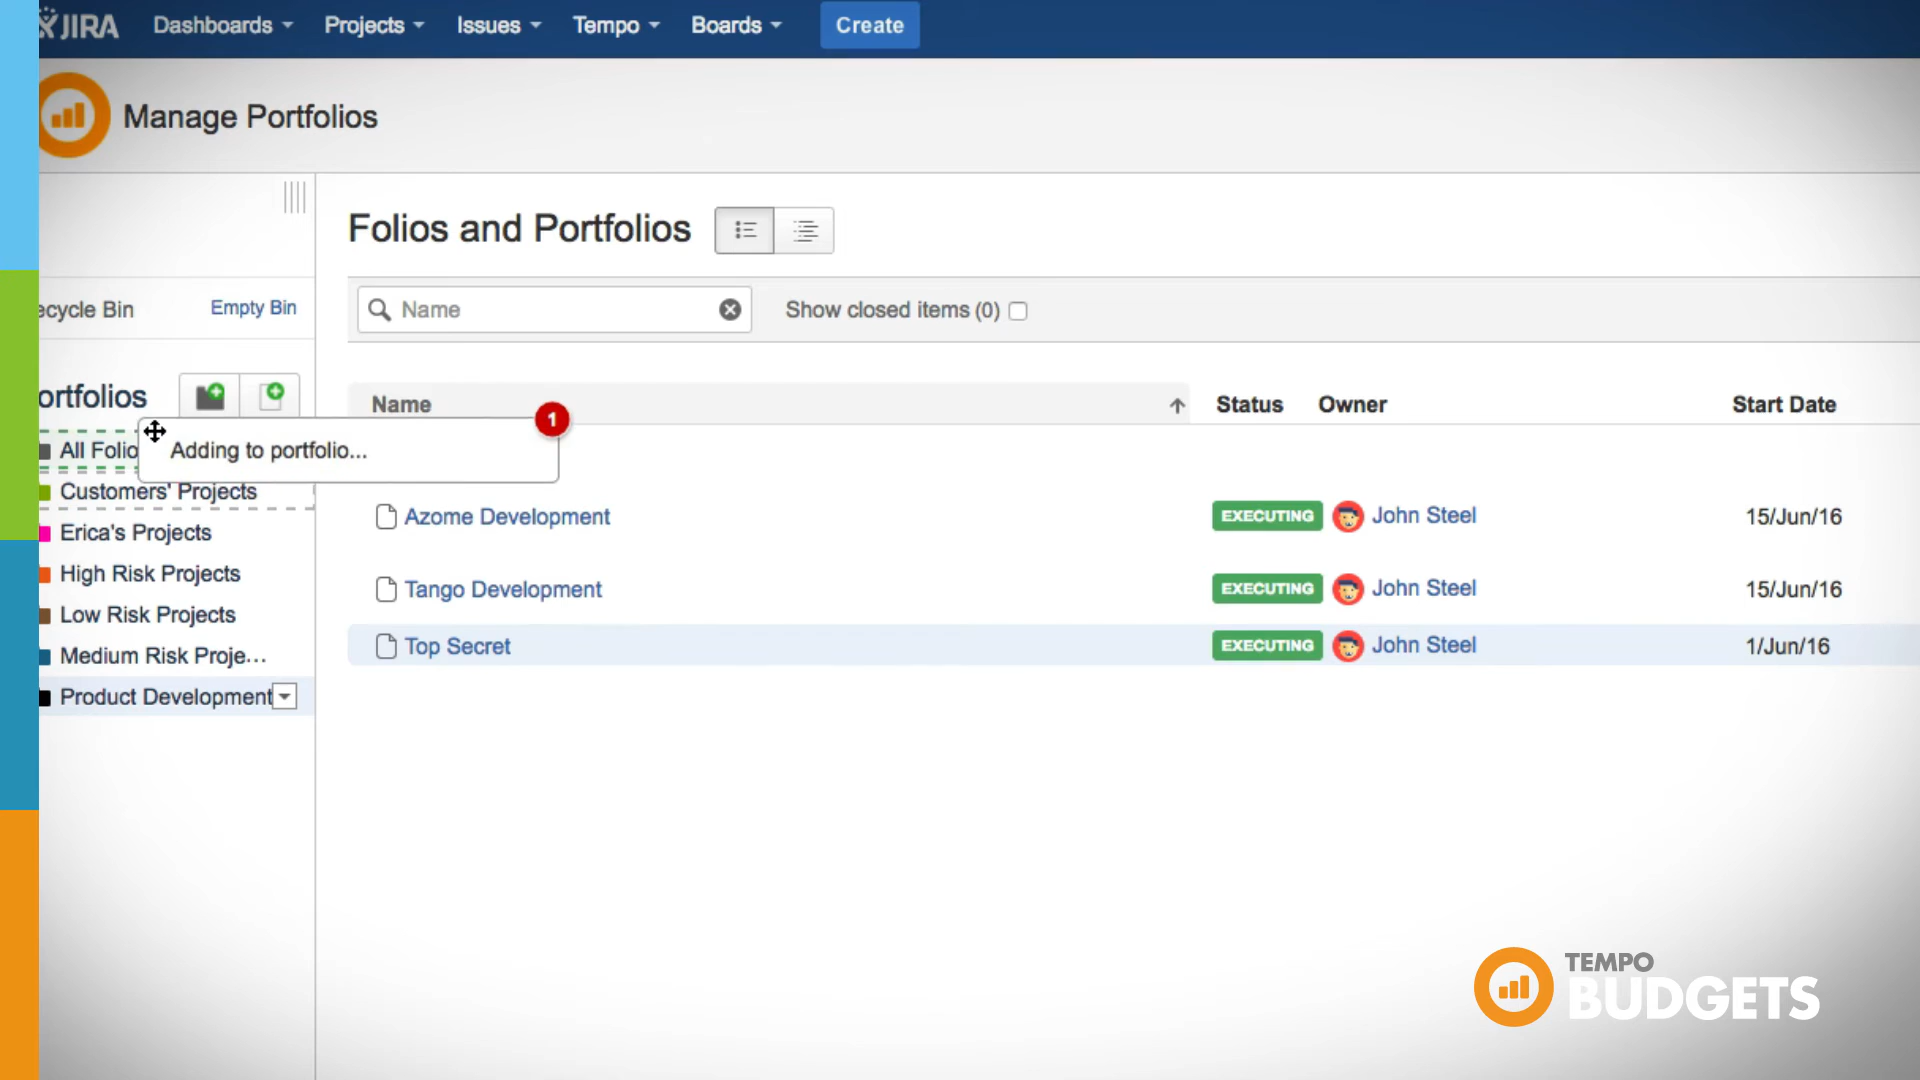 JIRA Dashboards Projects Issues Tempo Boards Create
Manage Portfolios
Folios and Portfolios
ecycle Bin Empty Bin
Name
Show closed items (0)
ortfolios
Name Status Owner Start Date
1
All Folio
Adding to portfolio...
Customers' Projects
Erica's Projects
High Risk Projects
Low Risk Projects
Medium Risk Proje...
Product Development
Azome Development EXECUTING John Steel 15/Jun/16
Tango Development EXECUTING John Steel 15/Jun/16
Top Secret EXECUTING John Steel 1/Jun/16
TEMPO
BUDGETS